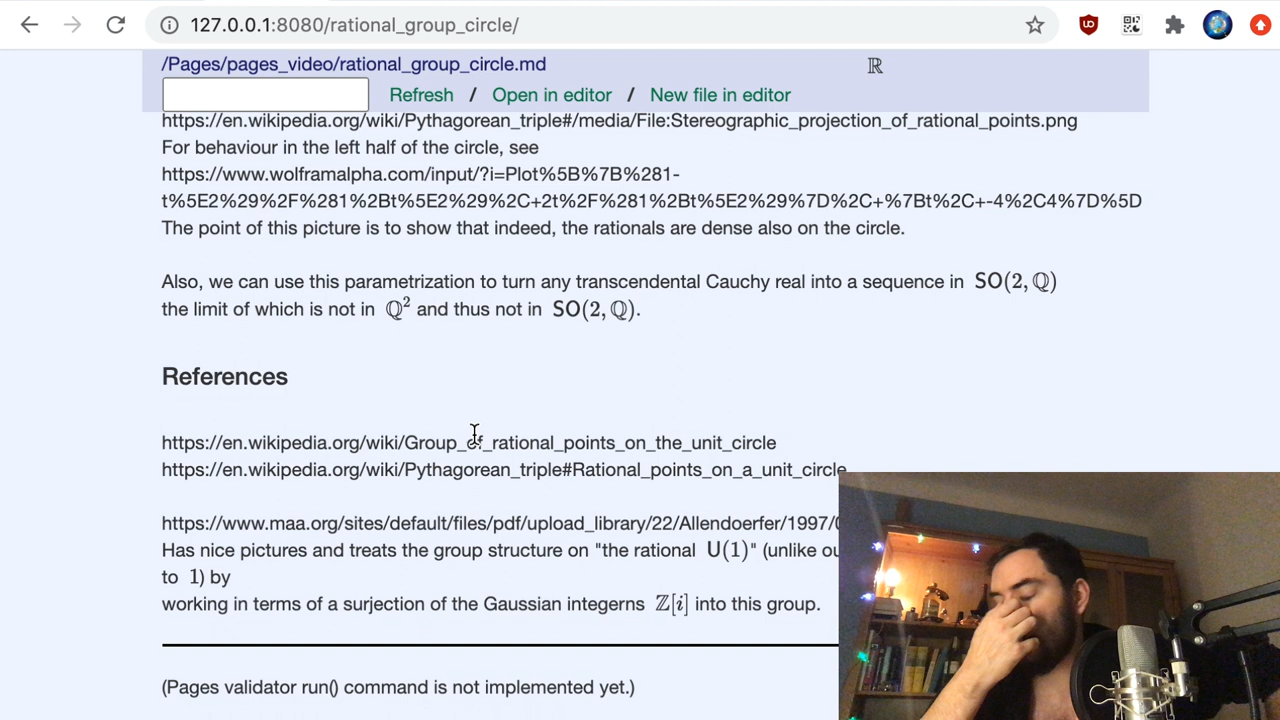 127.0.0.1:8080/rational_group_circle/
/Pages/pages_video/rational_group_circle.md
ℝ
Refresh / Open in editor / New file in editor
https://en.wikipedia.org/wiki/Pythagorean_triple#/media/File:Stereographic_projection_of_rational_points.png
For behaviour in the left half of the circle, see
https://www.wolframalpha.com/input/?i=Plot%5B%7B%281-
t%5E2%29%2F%281%2Bt%5E2%29%2C+2t%2F%281%2Bt%5E2%29%7D%2C+%7Bt%2C+-4%2C4%7D%5D
The point of this picture is to show that indeed, the rationals are dense also on the circle.
Also, we can use this parametrization to turn any transcendental Cauchy real into a sequence in SO(2, ℚ)
the limit of which is not in ℚ² and thus not in SO(2, ℚ).
References
https://en.wikipedia.org/wiki/Group_of_rational_points_on_the_unit_circle
https://en.wikipedia.org/wiki/Pythagorean_triple#Rational_points_on_a_unit_circle
https://www.maa.org/sites/default/files/pdf/upload_library/22/Allendoerfer/1997/
Has nice pictures and treats the group structure on "the rational U(1)" (unlike
to 1) by
working in terms of a surjection of the Gaussian integerns ℤ[i] into this group.
(Pages validator run() command is not implemented yet.)